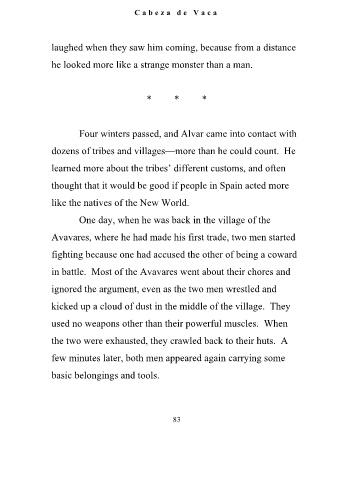 Cabeza de Vaca
laughed when they saw him coming, because from a distance
he looked more like a strange monster than a man.
* * *
Four winters passed, and Alvar came into contact with
dozens of tribes and villages—more than he could count. He
learned more about the tribes' different customs, and often
thought that it would be good if people in Spain acted more
like the natives of the New World.
One day, when he was back in the village of the
Avavares, where he had made his first trade, two men started
fighting because one had accused the other of being a coward
in battle. Most of the Avavares went about their chores and
ignored the argument, even as the two men wrestled and
kicked up a cloud of dust in the middle of the village. They
used no weapons other than their powerful muscles. When
the two were exhausted, they crawled back to their huts. A
few minutes later, both men appeared again carrying some
basic belongings and tools.
83